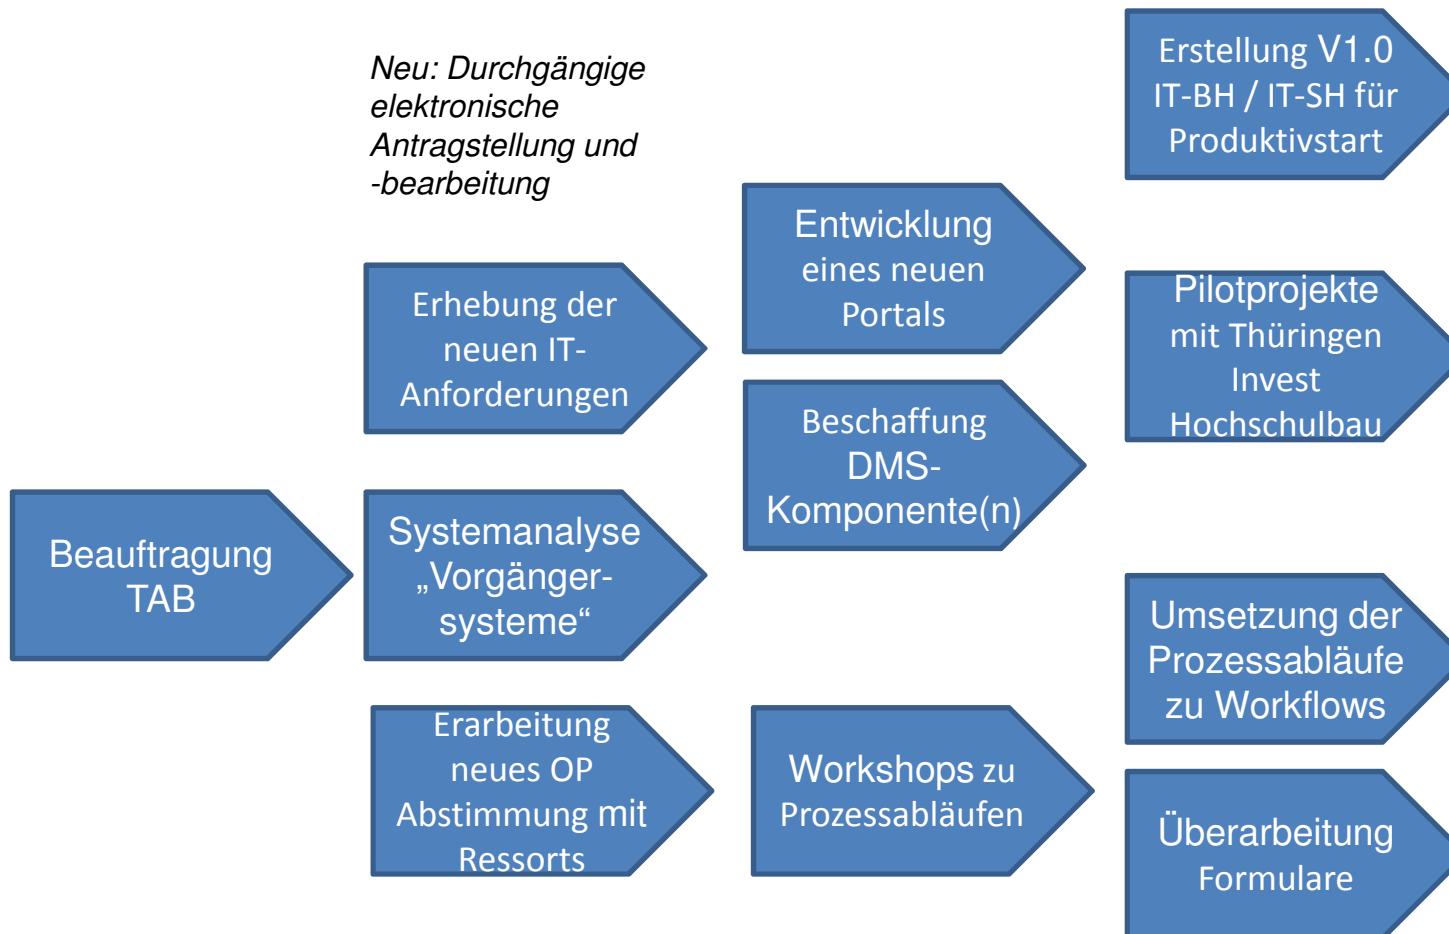 Neu: Durchgängige
elektronische
Antragstellung und
-bearbeitung
Beauftragung
TAB
Erhebung der
neuen IT-
Anforderungen
Systemanalyse
„Vorgänger-
systeme“
Erarbeitung
neues OP
Abstimmung mit
Ressorts
Entwicklung
eines neuen
Portals
Beschaffung
DMS-
Komponente(n)
Workshops zu
Prozessabläufen
Erstellung V1.0
IT-BH / IT-SH für
Produktivstart
Pilotprojekte
mit Thüringen
Invest
Hochschulbau
Umsetzung der
Prozessabläufe
zu Workflows
Überarbeitung
Formulare